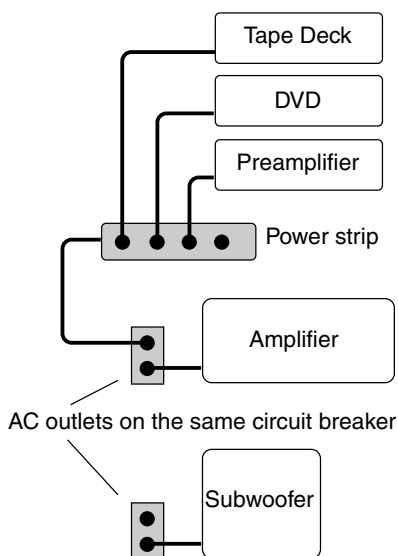 Tape Deck
DVD
Preamplifier
Power strip
Amplifier
AC outlets on the same circuit breaker
Subwoofer